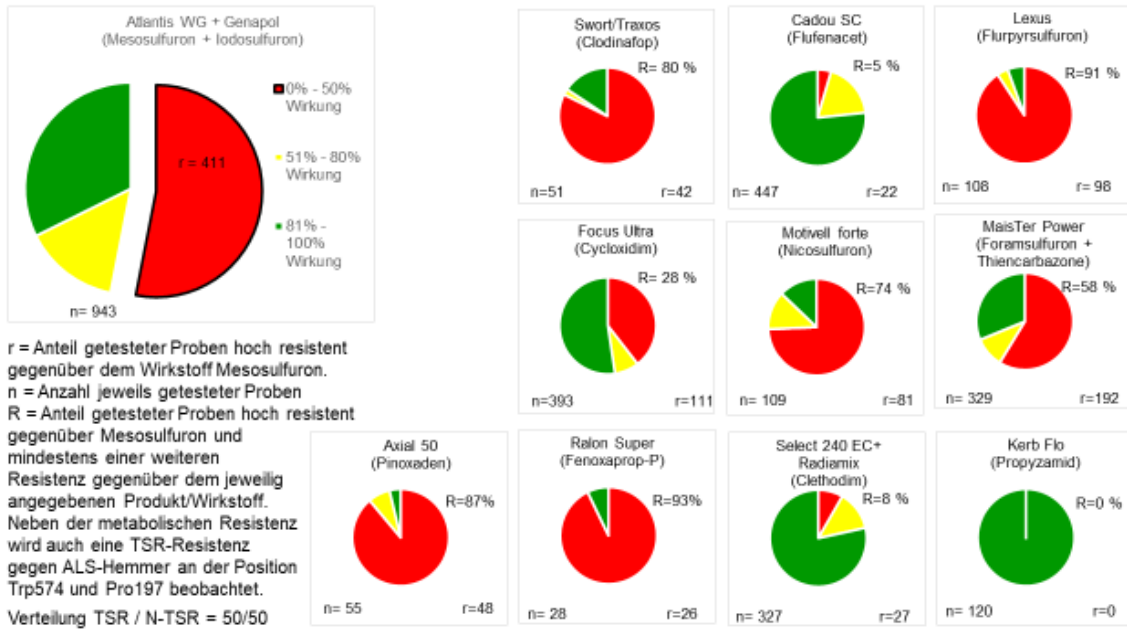 Atlantis WG + Genapol
(Mesosulfuron + Iodosulfuron)
0% - 50%
Wirkung
r = 411
51% - 80%
Wirkung
81% -
100%
Wirkung
n= 943
Swort/Traxos
(Clodinafop)
R= 80 %
n=51
r=42
Cadou SC
(Flufenacet)
R=5 %
n= 447
r=22
Lexus
(Flurpyrsulfuron)
R=91 %
n= 108
r= 98
Focus Ultra
(Cycloxidim)
R= 28 %
n=393
r=111
Motivell forte
(Nicosulfuron)
R=74 %
n= 109
r=81
MaisTer Power
(Foramsulfuron +
Thiencarbazone)
R=58 %
n= 329
r=192
r = Anteil getesteter Proben hoch resistent
gegenüber dem Wirkstoff Mesosulfuron.
n = Anzahl jeweils getesteter Proben
R = Anteil getesteter Proben hoch resistent
gegenüber Mesosulfuron und
mindestens einer weiteren
Resistenz gegenüber dem jeweilig
angegebenen Produkt/Wirkstoff.
Neben der metabolischen Resistenz
wird auch eine TSR-Resistenz
gegen ALS-Hemmer an der Position
Trp574 und Pro197 beobachtet.
Verteilung TSR / N-TSR = 50/50
Axial 50
(Pinoxaden)
R=87%
n= 55
r=48
Ralon Super
(Fenoxaprop-P)
R=93%
n= 28
r=26
Select 240 EC+
Radiamix
(Clethodim)
R=8 %
n= 327
r=27
Kerb Flo
(Propyzamid)
R=0 %
n= 120
r=0